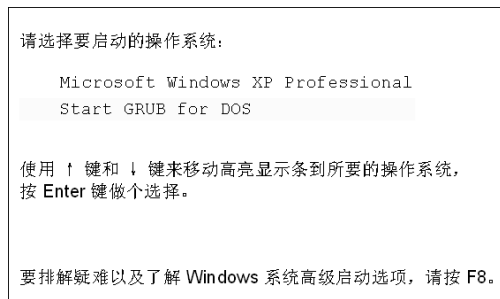 请选择要启动的操作系统:
Microsoft Windows XP Professional
Start GRUB for DOS
使用 ↑ 键和 ↓ 键来移动高亮显示条到所要的操作系统，
按 Enter 键做个选择。
要排解疑难以及了解 Windows 系统高级启动选项，请按 F8。